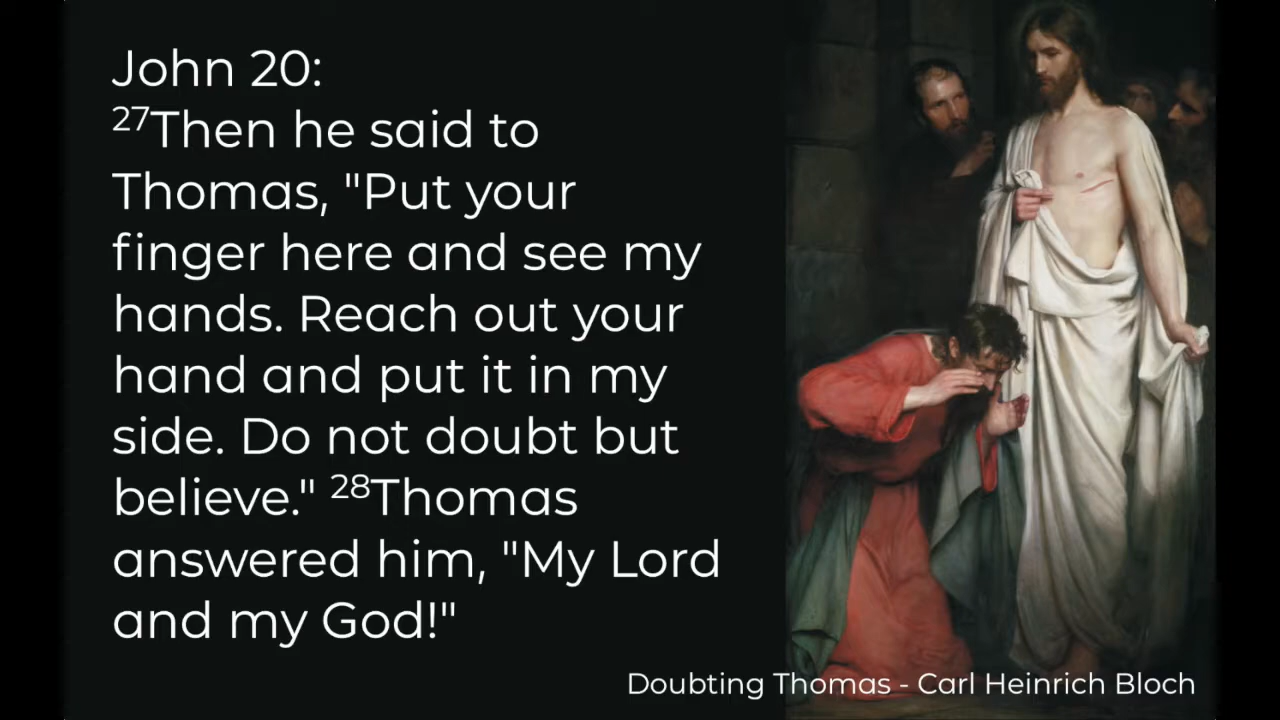 John 20:
²⁷Then he said to
Thomas, "Put your
finger here and see my
hands. Reach out your
hand and put it in my
side. Do not doubt but
believe." ²⁸Thomas
answered him, "My Lord
and my God!"
Doubting Thomas - Carl Heinrich Bloch